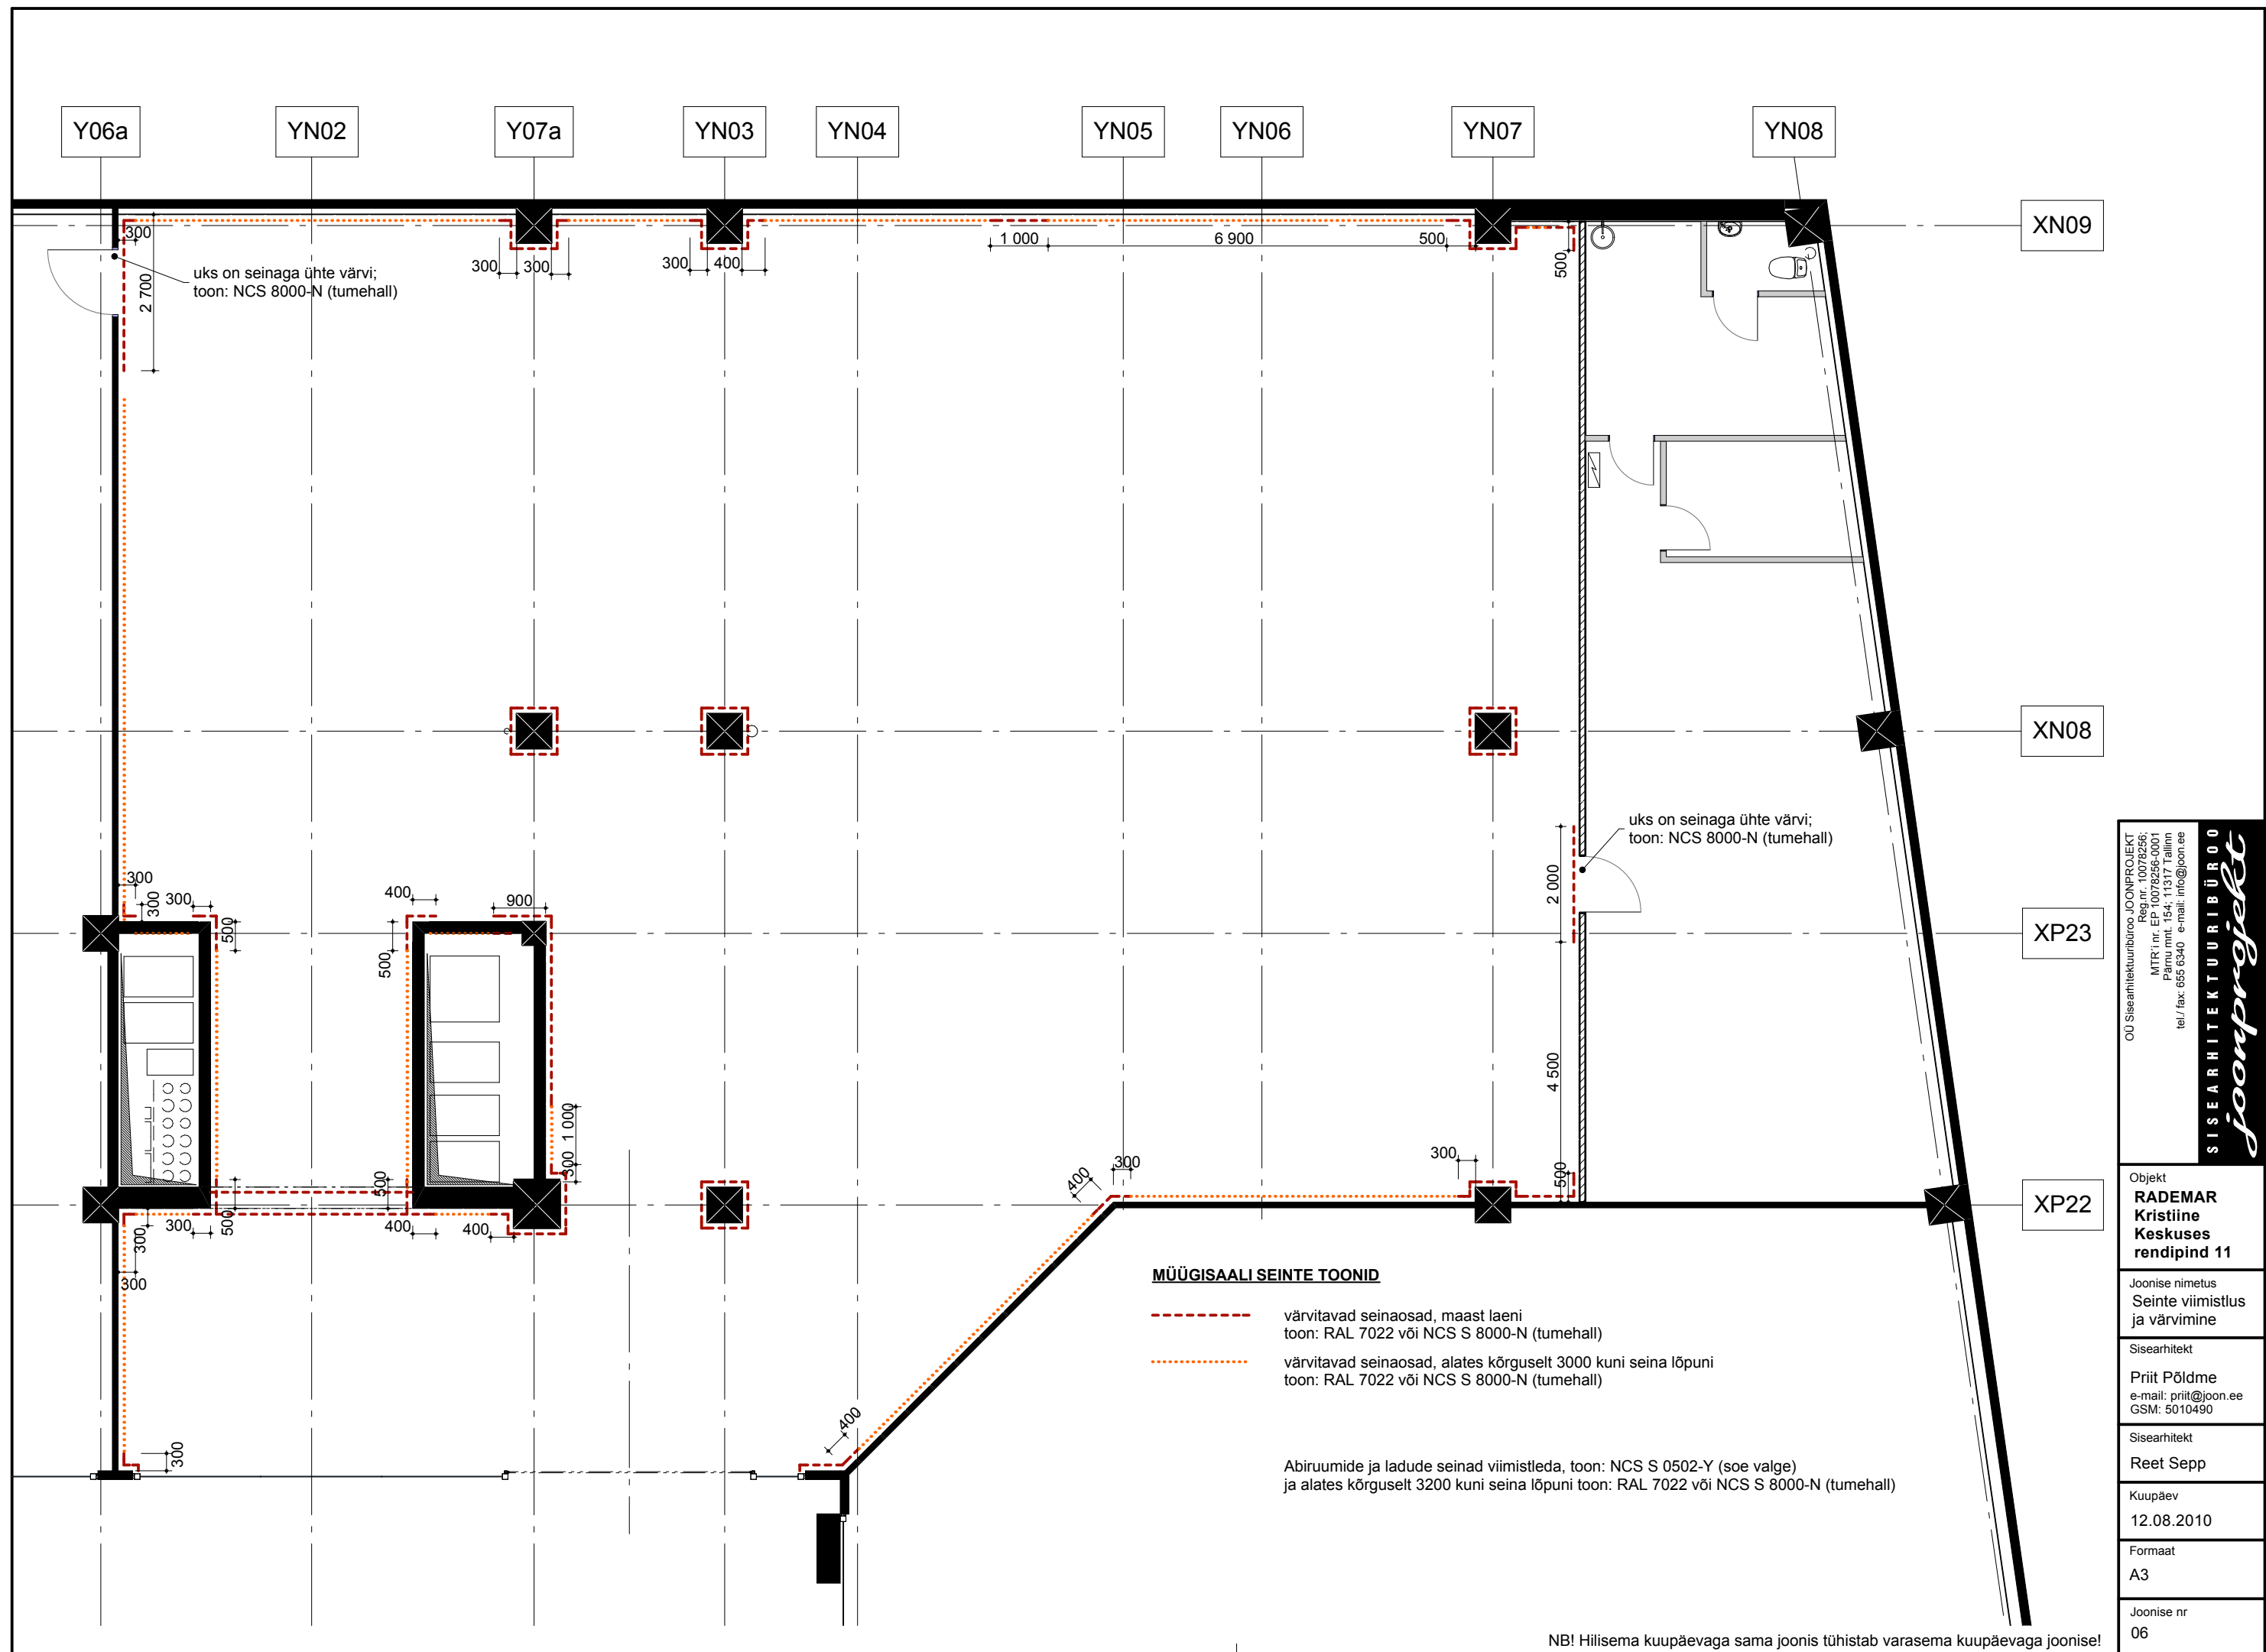 Y06a
YN02
Y07a
YN03
YN04
YN05
YN06
YN07
YN08
XN09
300
2 700
uks on seinaga ühte värvi;
toon: NCS 8000-N (tumehall)
300
300
300
400
1 000
6 900
500
500
XN08
uks on seinaga ühte värvi;
toon: NCS 8000-N (tumehall)
2 000
300
300
300
500
400
900
500
XP23
4 500
1 000
300
300
500
500
500
300
300
300
400
400
400
300
300
500
XP22
400
300
MÜÜGISAALI SEINTE TOONID
värvitavad seinaosad, maast laeni
toon: RAL 7022 või NCS S 8000-N (tumehall)
värvitavad seinaosad, alates kõrguselt 3000 kuni seina lõpuni
toon: RAL 7022 või NCS S 8000-N (tumehall)
Abiruumide ja ladude seinad viimistleda, toon: NCS S 0502-Y (soe valge)
ja alates kõrguselt 3200 kuni seina lõpuni toon: RAL 7022 või NCS S 8000-N (tumehall)
OÜ Sisearhitektuuribüroo JOONPROJEKT
Reg.nr. 10078256;
MTR'i nr. EP 10078256-0001
Pärnu mnt. 154; 11317 Tallinn
tel./ fax: 655 6340 e-mail: info@joon.ee
SISEARHITEKTUURIBÜROO
joonprojekt
Objekt
RADEMAR
Kristiine
Keskuses
rendipind 11
Joonise nimetus
Seinte viimistlus
ja värvimine
Sisearhitekt
Priit Põldme
e-mail: priit@joon.ee
GSM: 5010490
Sisearhitekt
Reet Sepp
Kuupäev
12.08.2010
Formaat
A3
Joonise nr
06
NB! Hilisema kuupäevaga sama joonis tühistab varasema kuupäevaga joonise!